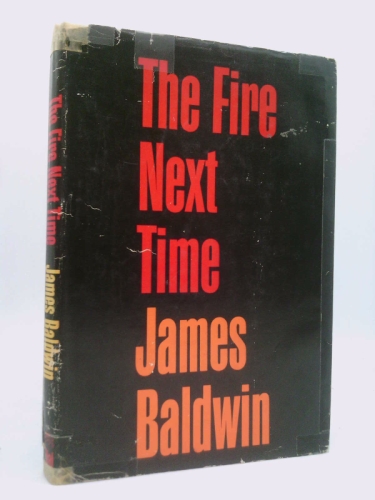 The Fire
Next
Time
James
Baldwin
The Fire Next Time
James Baldwin